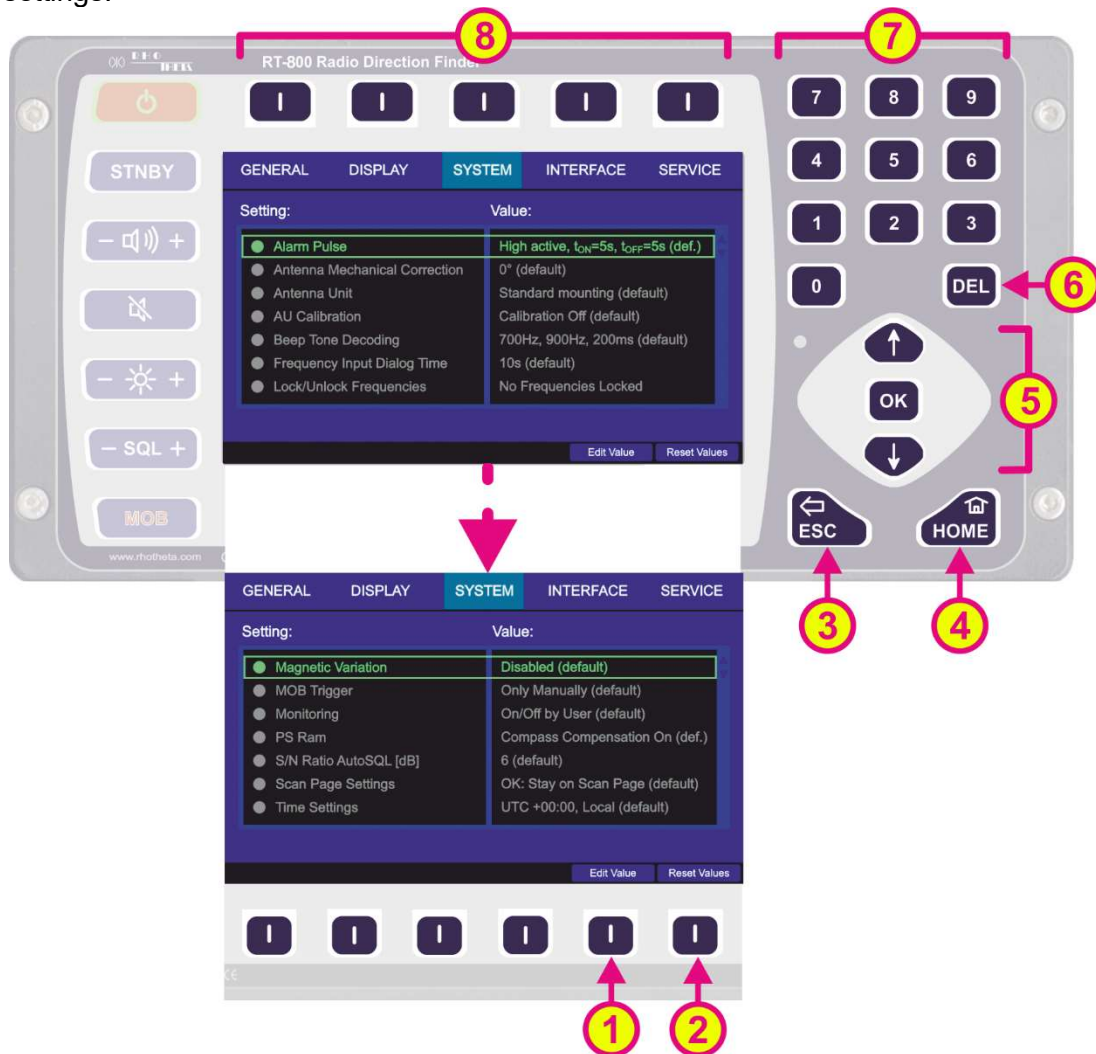 settings.
8
7
RHO
THETA
RT-800 Radio Direction Finder
7 8 9
STNBY
4 5 6
GENERAL DISPLAY SYSTEM INTERFACE SERVICE
Setting: Value:
1 2 3
Alarm Pulse High active, tON=5s, tOFF=5s (def.)
Antenna Mechanical Correction 0° (default)
Antenna Unit Standard mounting (default)
AU Calibration Calibration Off (default)
Beep Tone Decoding 700Hz, 900Hz, 200ms (default)
Frequency Input Dialog Time 10s (default)
Lock/Unlock Frequencies No Frequencies Locked
0 DEL
6
- +
- +
OK
5
- SQL +
Edit Value Reset Values
MOB
ESC
HOME
www.rhotheta.com
3
4
GENERAL DISPLAY SYSTEM INTERFACE SERVICE
Setting: Value:
Magnetic Variation Disabled (default)
MOB Trigger Only Manually (default)
Monitoring On/Off by User (default)
PS Ram Compass Compensation On (def.)
S/N Ratio AutoSQL [dB] 6 (default)
Scan Page Settings OK: Stay on Scan Page (default)
Time Settings UTC +00:00, Local (default)
Edit Value Reset Values
CE
1
2